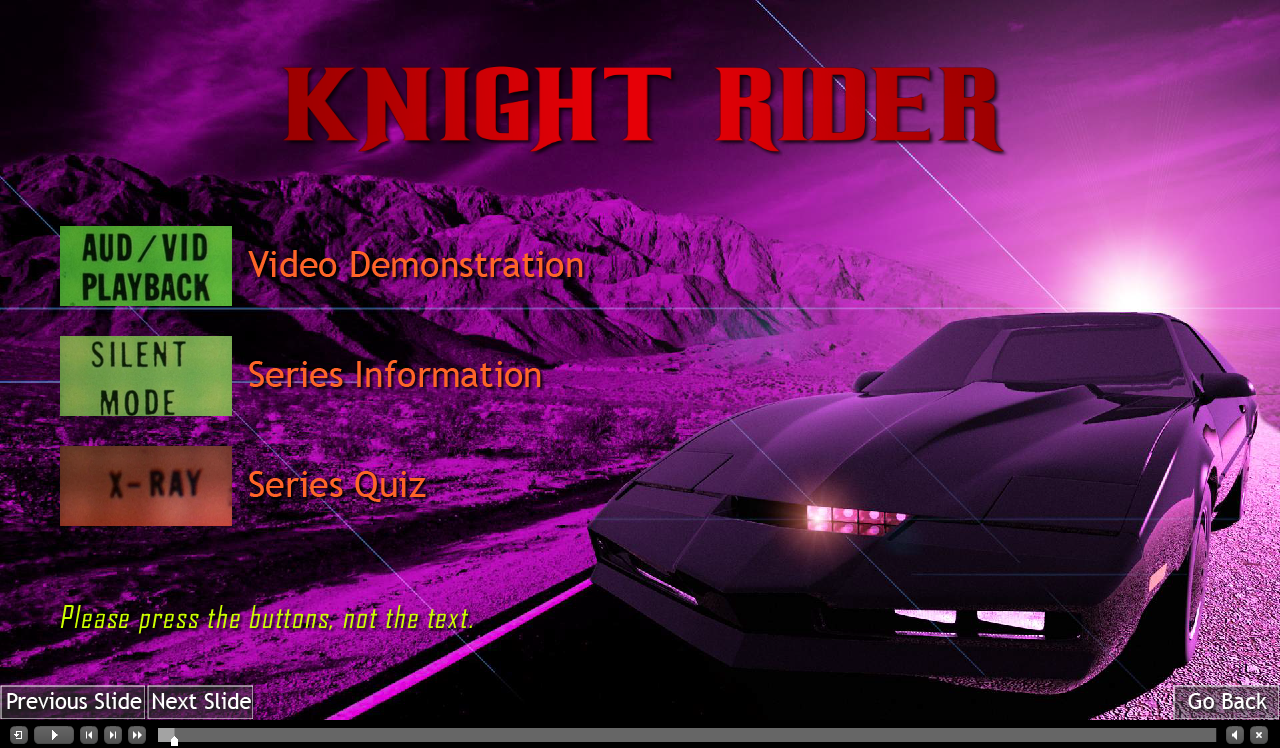 KNIGHT RIDER
AUD/VID
PLAYBACK
Video Demonstration
SILENT
MODE
Series Information
X-RAY
Series Quiz
Please press the buttons, not the text.
Previous Slide
Next Slide
Go Back